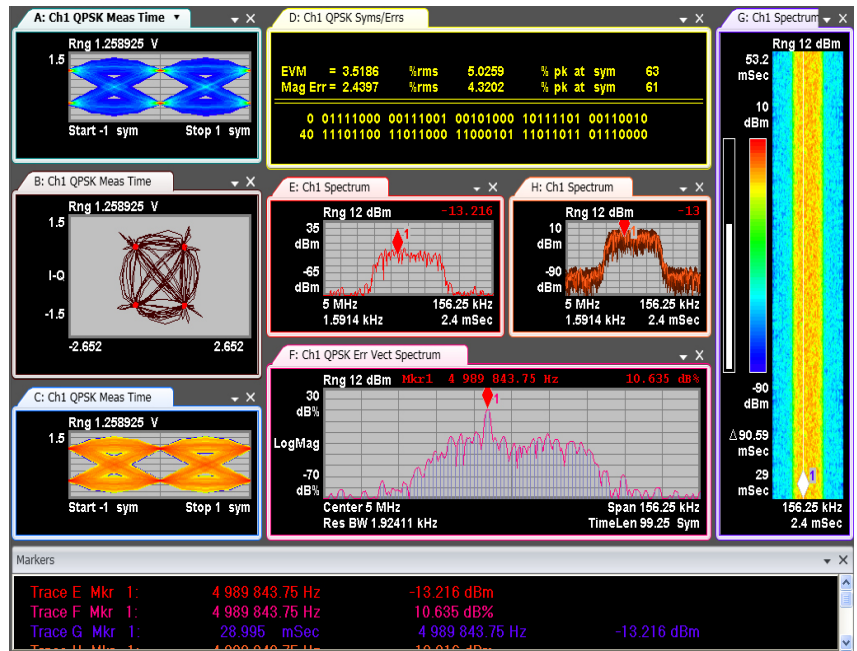 A: Ch1 QPSK Meas Time
Rng 1.258925 V
1.5
Start -1 sym Stop 1 sym
B: Ch1 QPSK Meas Time
Rng 1.258925 V
1.5
I-Q
-1.5
-2.652 2.652
C: Ch1 QPSK Meas Time
Rng 1.258925 V
1.5
Start -1 sym Stop 1 sym
D: Ch1 QPSK Syms/Errs
EVM = 3.5186 %rms 5.0259 % pk at sym 63
Mag Err = 2.4397 %rms 4.3202 % pk at sym 61
0 01111000 00111001 00101000 10111101 00110010
40 11101100 11011000 11000101 11011011 01110000
E: Ch1 Spectrum
Rng 12 dBm -13.216
35
dBm
1
-65
dBm
5 MHz 156.25 kHz
1.5914 kHz 2.4 mSec
H: Ch1 Spectrum
Rng 12 dBm -13
10
dBm
1
-90
dBm
5 MHz 156.25 kHz
1.5914 kHz 2.4 mSec
F: Ch1 QPSK Err Vect Spectrum
Rng 12 dBm Mkr1 4 989 843.75 Hz 10.635 dB%
30
dB%
1
LogMag
-70
dB%
Center 5 MHz Span 156.25 kHz
Res BW 1.92411 kHz TimeLen 99.25 Sym
G: Ch1 Spectrum
Rng 12 dBm
53.2
mSec
10
dBm
-90
dBm
Δ90.59
mSec
29
mSec
1
156.25 kHz
2.4 mSec
Markers
Trace E Mkr 1: 4 989 843.75 Hz -13.216 dBm
Trace F Mkr 1: 4 989 843.75 Hz 10.635 dB%
Trace G Mkr 1: 28.995 mSec 4 989 843.75 Hz -13.216 dBm